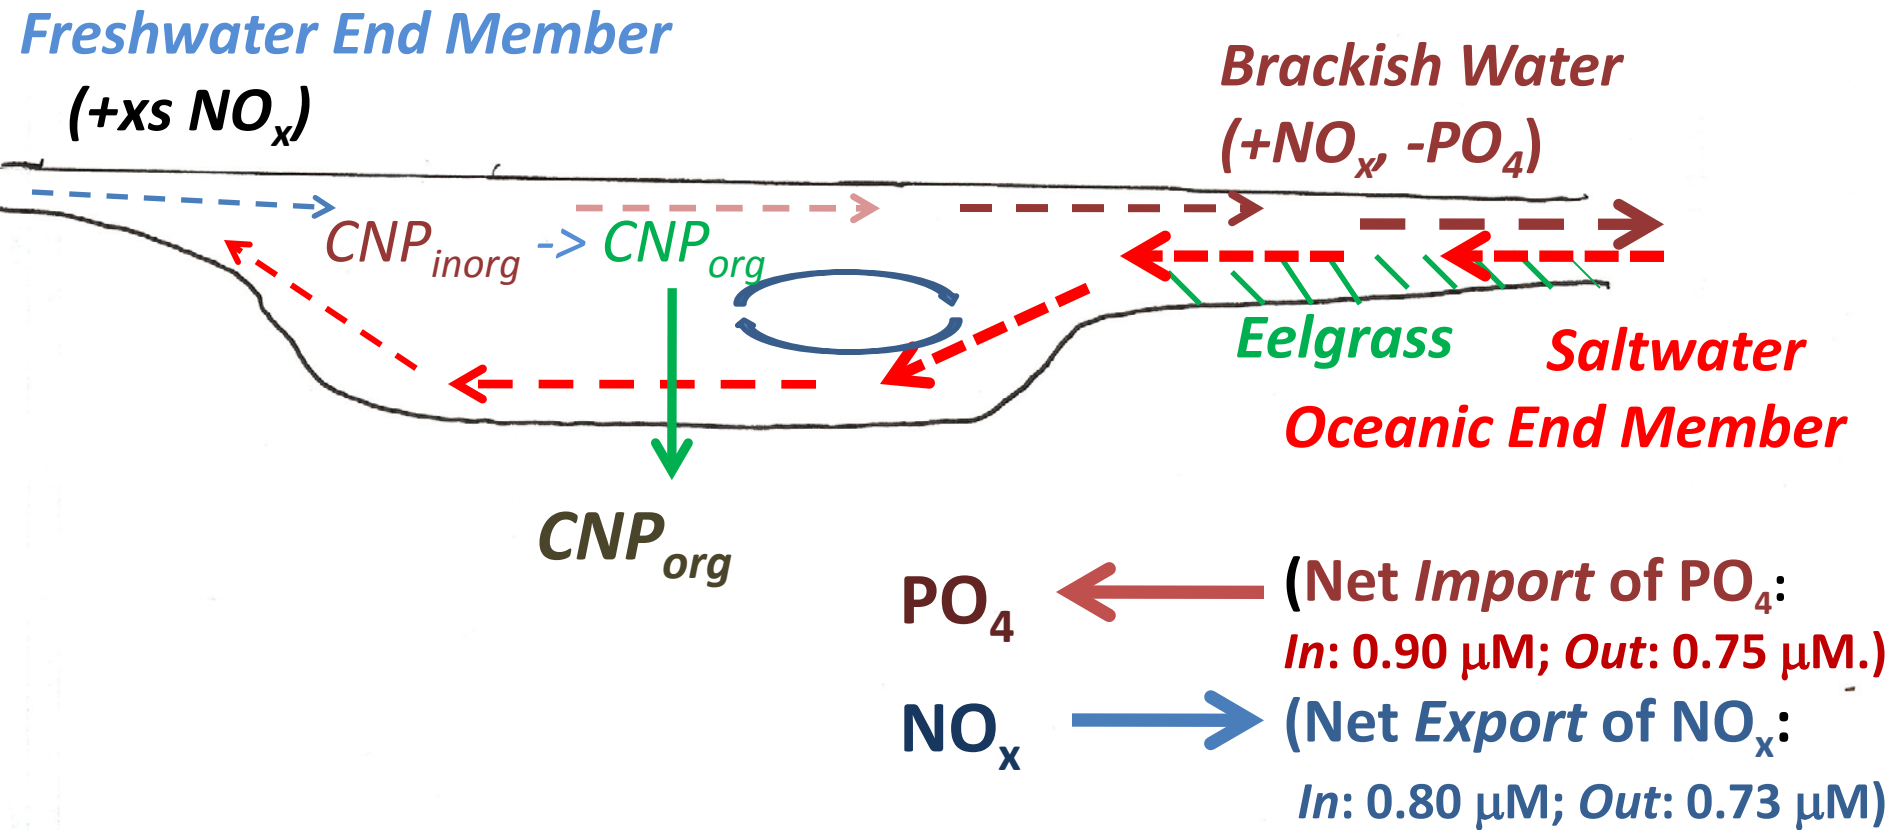 Freshwater End Member
(+xs NOx)
Brackish Water
(+NOx, -PO4)
CNPinorg -> CNPorg
Eelgrass
Saltwater
Oceanic End Member
CNPorg
PO4
(Net Import of PO4:
In: 0.90 μM; Out: 0.75 μM.)
NOx
(Net Export of NOx:
In: 0.80 μM; Out: 0.73 μM)